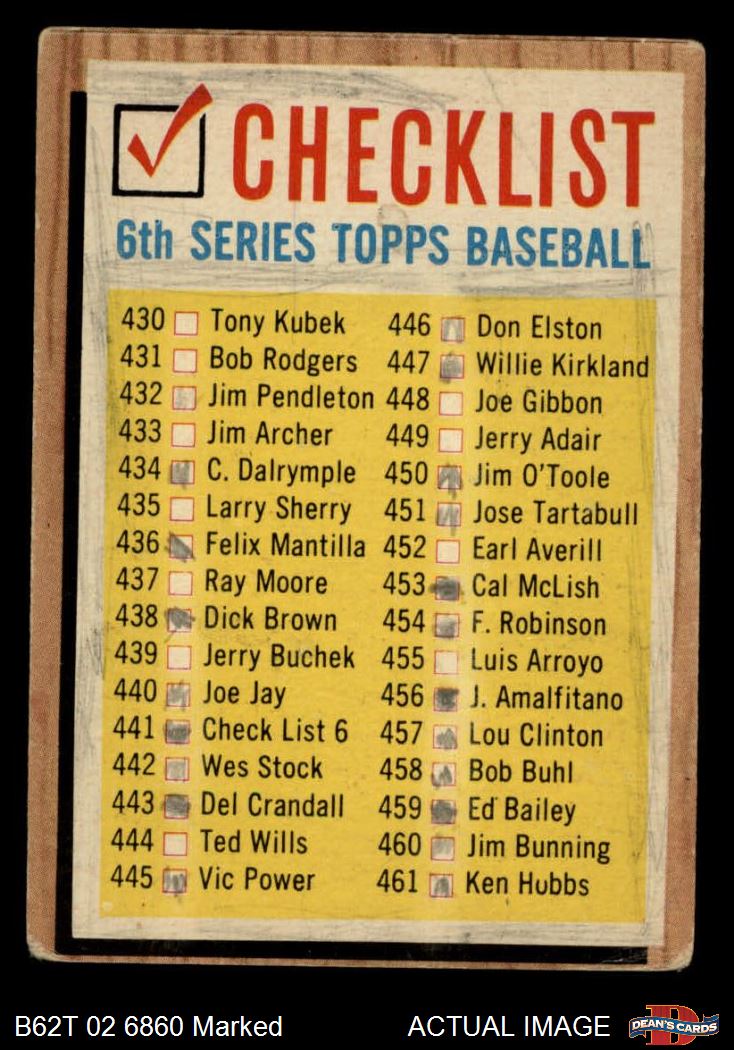 CHECKLIST
6th SERIES TOPPS BASEBALL
430 Tony Kubek
431 Bob Rodgers
432 Jim Pendleton
433 Jim Archer
434 C. Dalrymple
435 Larry Sherry
436 Felix Mantilla
437 Ray Moore
438 Dick Brown
439 Jerry Buchek
440 Joe Jay
441 Check List 6
442 Wes Stock
443 Del Crandall
444 Ted Wills
445 Vic Power
446 Don Elston
447 Willie Kirkland
448 Joe Gibbon
449 Jerry Adair
450 Jim O'Toole
451 Jose Tartabull
452 Earl Averill
453 Cal McLish
454 F. Robinson
455 Luis Arroyo
456 J. Amalfitano
457 Lou Clinton
458 Bob Buhl
459 Ed Bailey
460 Jim Bunning
461 Ken Hubbs
B62T 02 6860 Marked
ACTUAL IMAGE
DEAN'S CARDS